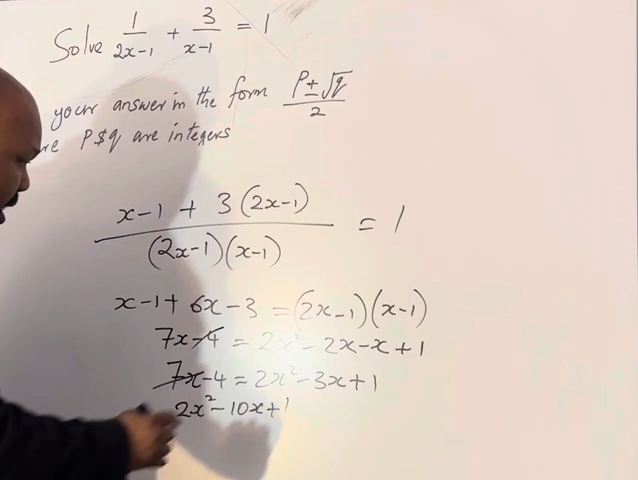 Solve 1/(2x-1) + 3/(x-1) = 1
your answer in the form (P±√q)/2
re P$q are integers
(x-1 + 3(2x-1))/((2x-1)(x-1)) = 1
x-1+ 6x-3 = (2x-1)(x-1)
7x-4 = 2x²-2x-x+1
7x-4 = 2x²-3x+1
2x²-10x+